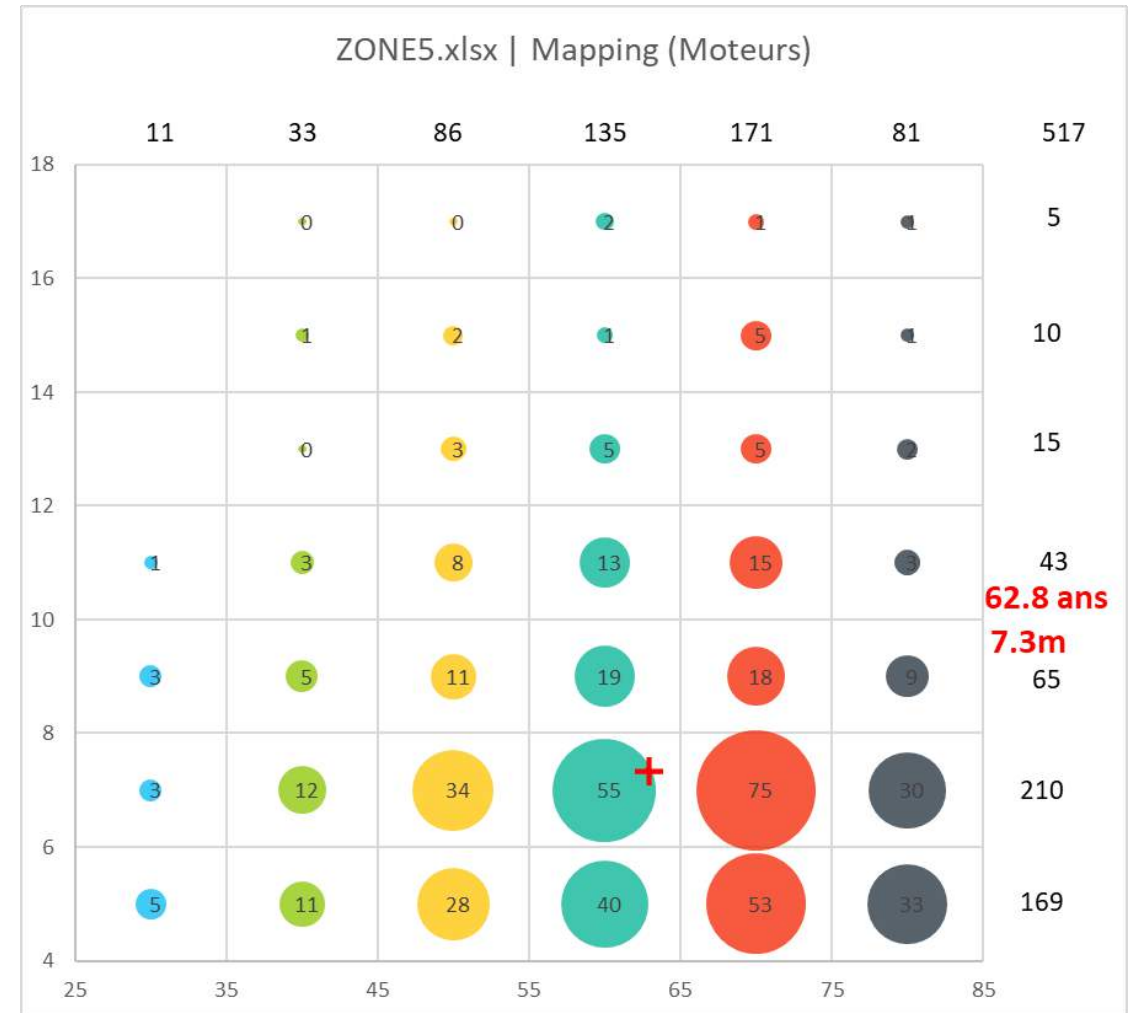 ZONE5.xlsx | Mapping (Moteurs)
11 33 86 135 171 81 517
18
0 0 2 1 1 5
16
1 2 1 5 1 10
14
0 3 5 5 2 15
12
1 3 8 13 15 3 43
62.8 ans
10
7.3m
3 5 11 19 18 9 65
8
3 12 34 55 75 30 210
6
5 11 28 40 53 33 169
4
25 35 45 55 65 75 85